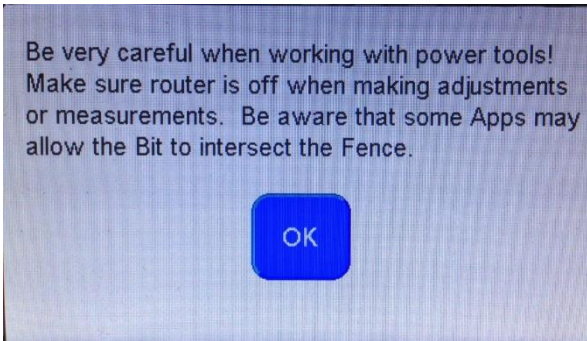 Be very careful when working with power tools!
Make sure router is off when making adjustments
or measurements.  Be aware that some Apps may
allow the Bit to intersect the Fence.
OK